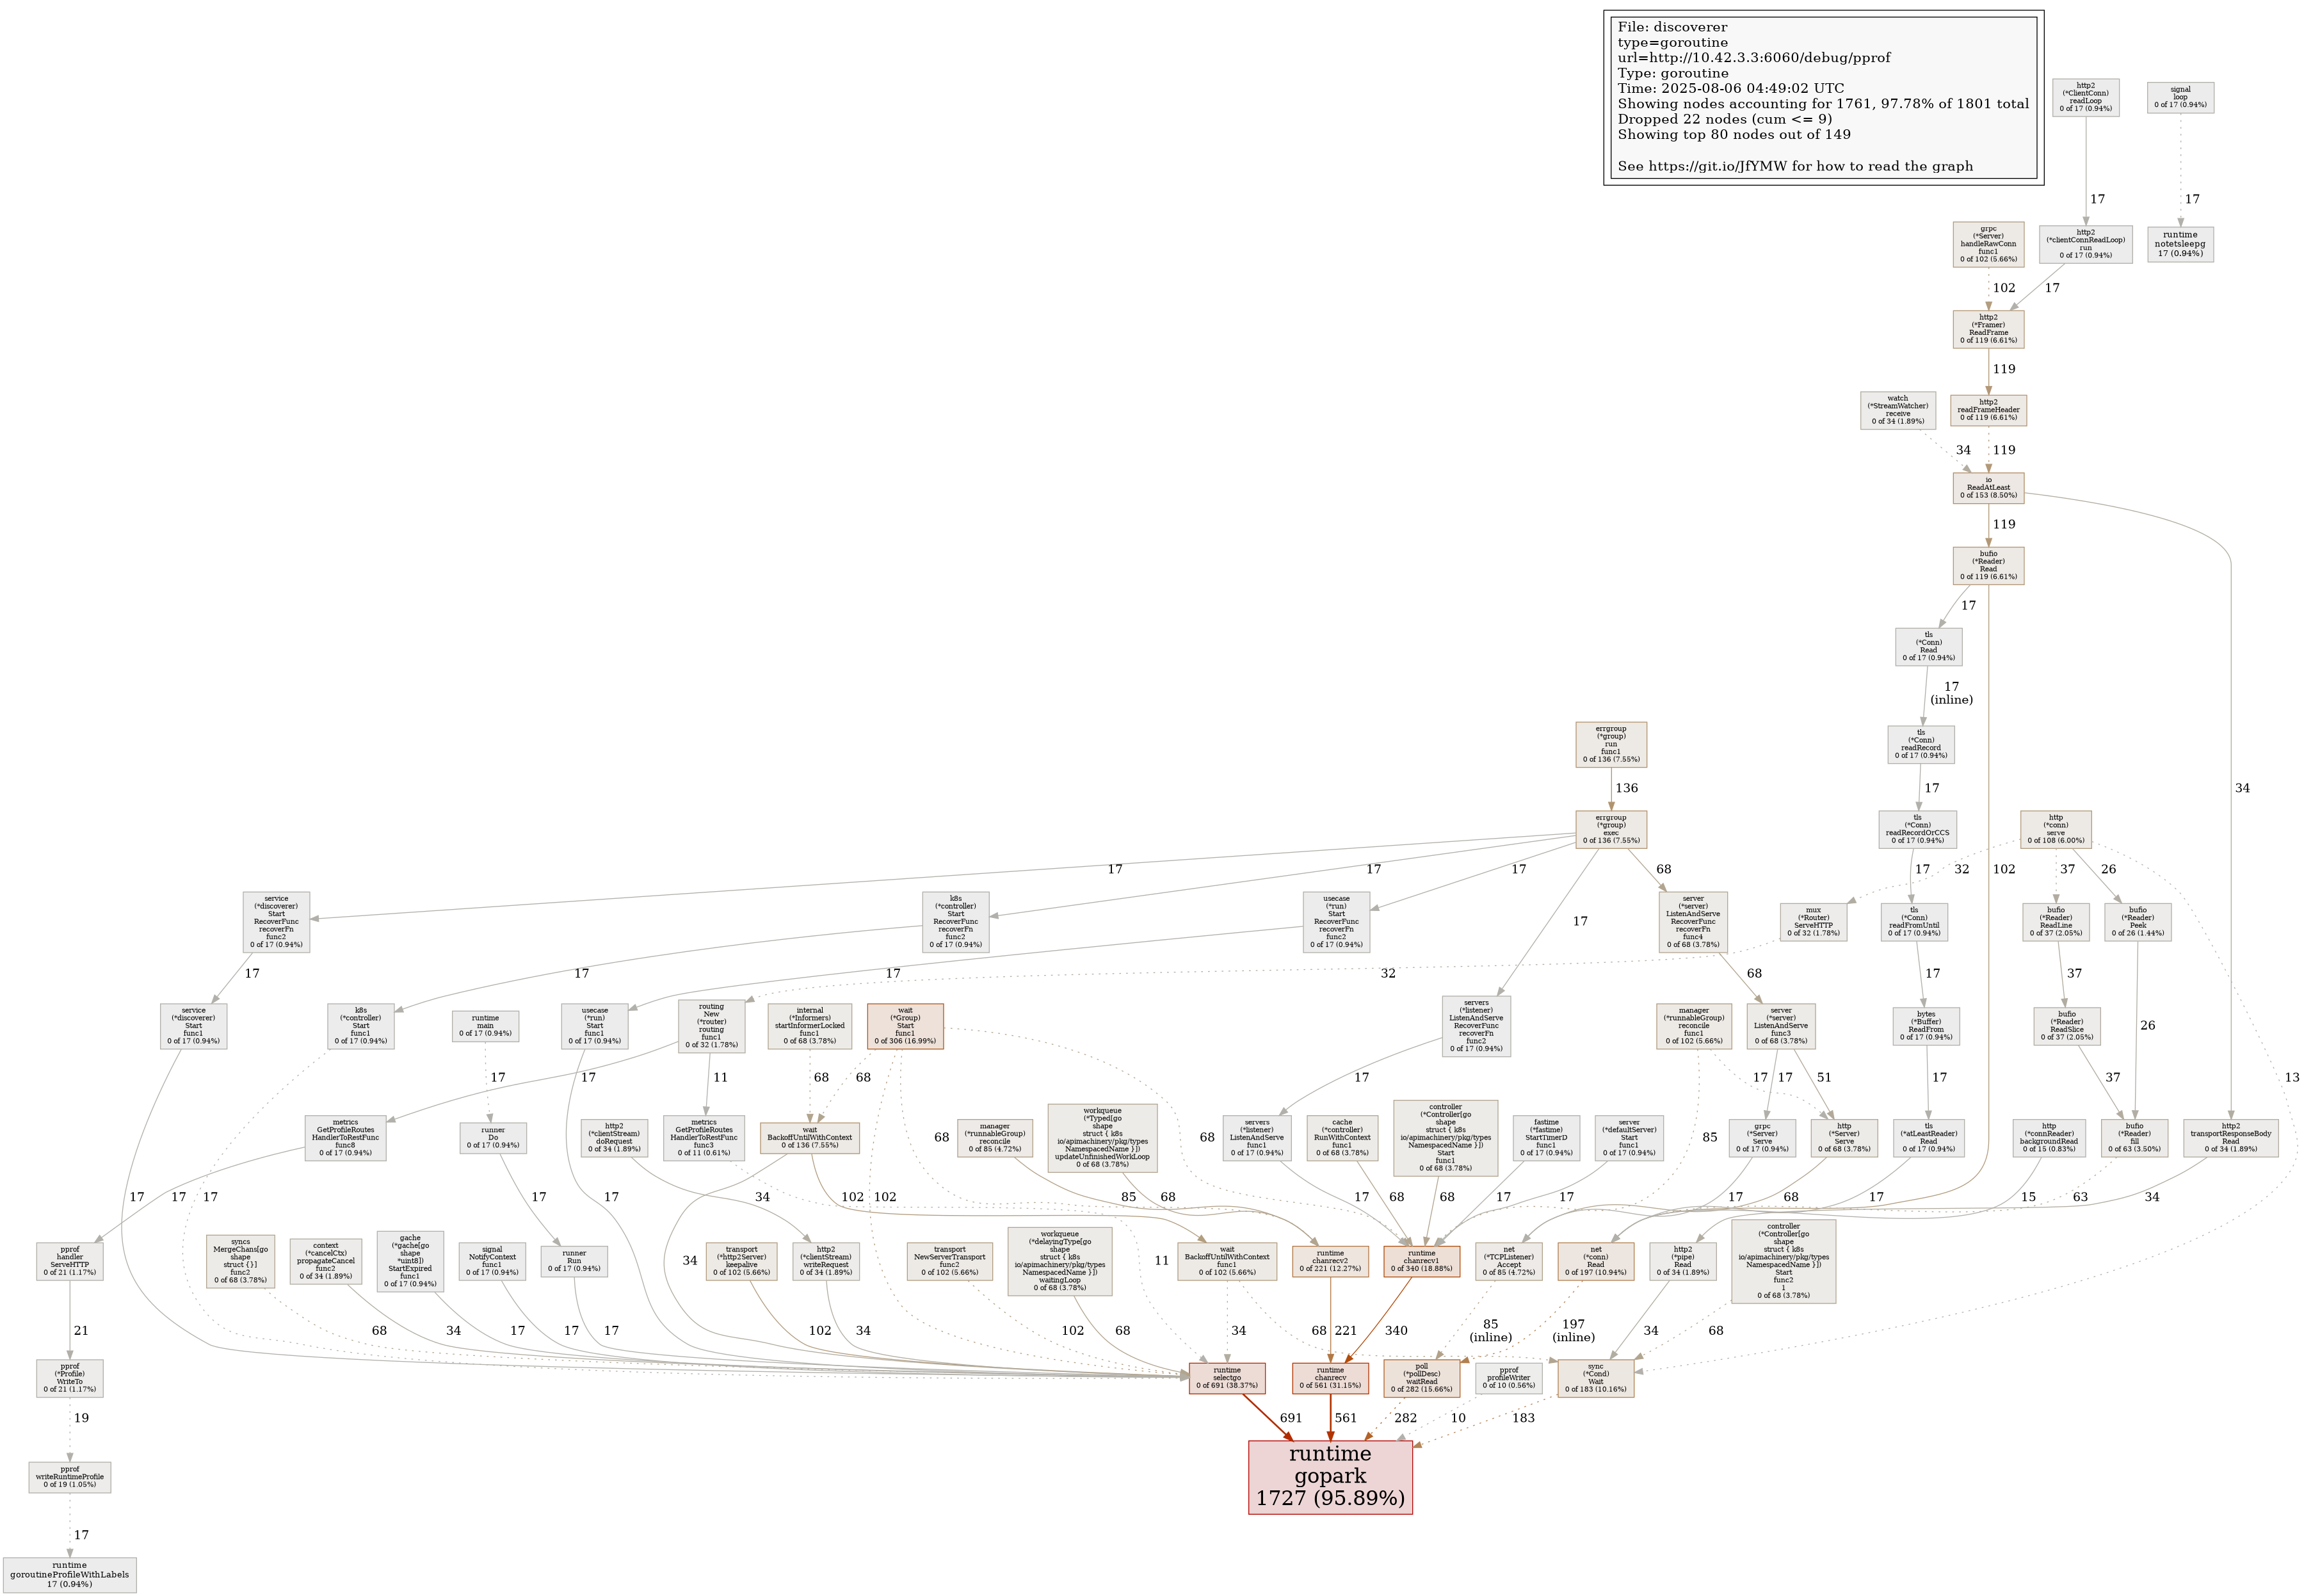 File: discoverer
type=goroutine
url=http://10.42.3.3:6060/debug/pprof
Type: goroutine
Time: 2025-08-06 04:49:02 UTC
Showing nodes accounting for 1761, 97.78% of 1801 total
Dropped 22 nodes (cum <= 9)
Showing top 80 nodes out of 149
See https://git.io/JfYMW for how to read the graph
http2
(*ClientConn)
readLoop
0 of 17 (0.94%)
signal
loop
0 of 17 (0.94%)
17
17
grpc
(*Server)
handleRawConn
func1
0 of 102 (5.66%)
http2
(*clientConnReadLoop)
run
0 of 17 (0.94%)
runtime
notetsleepg
17 (0.94%)
102
17
http2
(*Framer)
ReadFrame
0 of 119 (6.61%)
119
watch
(*StreamWatcher)
receive
0 of 34 (1.89%)
http2
readFrameHeader
0 of 119 (6.61%)
34
119
io
ReadAtLeast
0 of 153 (8.50%)
119
34
bufio
(*Reader)
Read
0 of 119 (6.61%)
17
102
tls
(*Conn)
Read
0 of 17 (0.94%)
17
(inline)
errgroup
(*group)
run
func1
0 of 136 (7.55%)
tls
(*Conn)
readRecord
0 of 17 (0.94%)
136
17
errgroup
(*group)
exec
0 of 136 (7.55%)
tls
(*Conn)
readRecordOrCCS
0 of 17 (0.94%)
http
(*conn)
serve
0 of 108 (6.00%)
17
17
17
17
68
17
32
37
26
13
service
(*discoverer)
Start
RecoverFunc
recoverFn
func2
0 of 17 (0.94%)
k8s
(*controller)
Start
RecoverFunc
recoverFn
func2
0 of 17 (0.94%)
usecase
(*run)
Start
RecoverFunc
recoverFn
func2
0 of 17 (0.94%)
server
(*server)
ListenAndServe
RecoverFunc
recoverFn
func4
0 of 68 (3.78%)
mux
(*Router)
ServeHTTP
0 of 32 (1.78%)
tls
(*Conn)
readFromUntil
0 of 17 (0.94%)
bufio
(*Reader)
ReadLine
0 of 37 (2.05%)
bufio
(*Reader)
Peek
0 of 26 (1.44%)
17
17
17
32
68
17
37
26
service
(*discoverer)
Start
func1
0 of 17 (0.94%)
k8s
(*controller)
Start
func1
0 of 17 (0.94%)
runtime
main
0 of 17 (0.94%)
usecase
(*run)
Start
func1
0 of 17 (0.94%)
routing
New
(*router)
routing
func1
0 of 32 (1.78%)
internal
(*Informers)
startInformerLocked
func1
0 of 68 (3.78%)
wait
(*Group)
Start
func1
0 of 306 (16.99%)
servers
(*listener)
ListenAndServe
RecoverFunc
recoverFn
func2
0 of 17 (0.94%)
manager
(*runnableGroup)
reconcile
func1
0 of 102 (5.66%)
server
(*server)
ListenAndServe
func3
0 of 68 (3.78%)
bytes
(*Buffer)
ReadFrom
0 of 17 (0.94%)
bufio
(*Reader)
ReadSlice
0 of 37 (2.05%)
17
17
17
17
17
11
68
68
102
68
68
17
85
17
17
51
17
37
metrics
GetProfileRoutes
HandlerToRestFunc
func8
0 of 17 (0.94%)
runner
Do
0 of 17 (0.94%)
http2
(*clientStream)
doRequest
0 of 34 (1.89%)
metrics
GetProfileRoutes
HandlerToRestFunc
func3
0 of 11 (0.61%)
wait
BackoffUntilWithContext
0 of 136 (7.55%)
manager
(*runnableGroup)
reconcile
0 of 85 (4.72%)
workqueue
(*Typed[go
shape
struct { k8s
io/apimachinery/pkg/types
NamespacedName }])
updateUnfinishedWorkLoop
0 of 68 (3.78%)
servers
(*listener)
ListenAndServe
func1
0 of 17 (0.94%)
cache
(*controller)
RunWithContext
func1
0 of 68 (3.78%)
controller
(*Controller[go
shape
struct { k8s
io/apimachinery/pkg/types
NamespacedName }])
Start
func1
0 of 68 (3.78%)
fastime
(*fastime)
StartTimerD
func1
0 of 17 (0.94%)
server
(*defaultServer)
Start
func1
0 of 17 (0.94%)
grpc
(*Server)
Serve
0 of 17 (0.94%)
http
(*Server)
Serve
0 of 68 (3.78%)
tls
(*atLeastReader)
Read
0 of 17 (0.94%)
http
(*connReader)
backgroundRead
0 of 15 (0.83%)
bufio
(*Reader)
fill
0 of 63 (3.50%)
http2
transportResponseBody
Read
0 of 34 (1.89%)
17
17
34
11
34
102
85
68
17
68
68
17
17
17
68
17
15
63
34
pprof
handler
ServeHTTP
0 of 21 (1.17%)
syncs
MergeChans[go
shape
struct {}]
func2
0 of 68 (3.78%)
context
(*cancelCtx)
propagateCancel
func2
0 of 34 (1.89%)
gache
(*gache[go
shape
*uint8])
StartExpired
func1
0 of 17 (0.94%)
signal
NotifyContext
func1
0 of 17 (0.94%)
runner
Run
0 of 17 (0.94%)
transport
(*http2Server)
keepalive
0 of 102 (5.66%)
http2
(*clientStream)
writeRequest
0 of 34 (1.89%)
transport
NewServerTransport
func2
0 of 102 (5.66%)
workqueue
(*delayingType[go
shape
struct { k8s
io/apimachinery/pkg/types
NamespacedName }])
waitingLoop
0 of 68 (3.78%)
wait
BackoffUntilWithContext
func1
0 of 102 (5.66%)
runtime
chanrecv2
0 of 221 (12.27%)
runtime
chanrecv1
0 of 340 (18.88%)
net
(*TCPListener)
Accept
0 of 85 (4.72%)
net
(*conn)
Read
0 of 197 (10.94%)
http2
(*pipe)
Read
0 of 34 (1.89%)
controller
(*Controller[go
shape
struct { k8s
io/apimachinery/pkg/types
NamespacedName }])
Start
func2
1
0 of 68 (3.78%)
21
68
34
17
17
17
102
34
102
68
34
68
221
340
85
(inline)
197
(inline)
34
68
pprof
(*Profile)
WriteTo
0 of 21 (1.17%)
runtime
selectgo
0 of 691 (38.37%)
runtime
chanrecv
0 of 561 (31.15%)
poll
(*pollDesc)
waitRead
0 of 282 (15.66%)
pprof
profileWriter
0 of 10 (0.56%)
sync
(*Cond)
Wait
0 of 183 (10.16%)
19
691
561
282
10
183
pprof
writeRuntimeProfile
0 of 19 (1.05%)
runtime
gopark
1727 (95.89%)
17
runtime
goroutineProfileWithLabels
17 (0.94%)